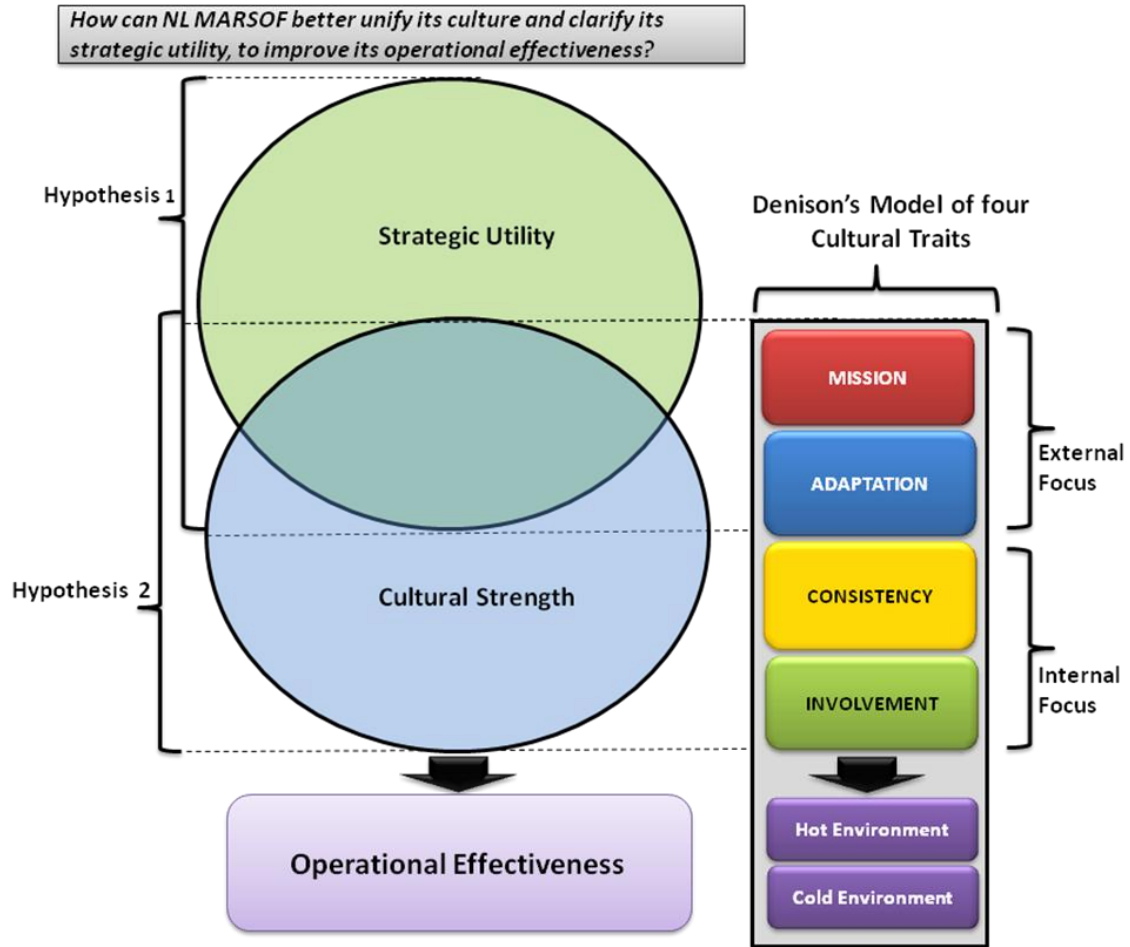 How can NL MARSOF better unify its culture and clarify its
strategic utility, to improve its operational effectiveness?
Hypothesis 1
Strategic Utility
Denison's Model of four
Cultural Traits
MISSION
ADAPTATION
External
Focus
Hypothesis 2
Cultural Strength
CONSISTENCY
INVOLVEMENT
Internal
Focus
Operational Effectiveness
Hot Environment
Cold Environment